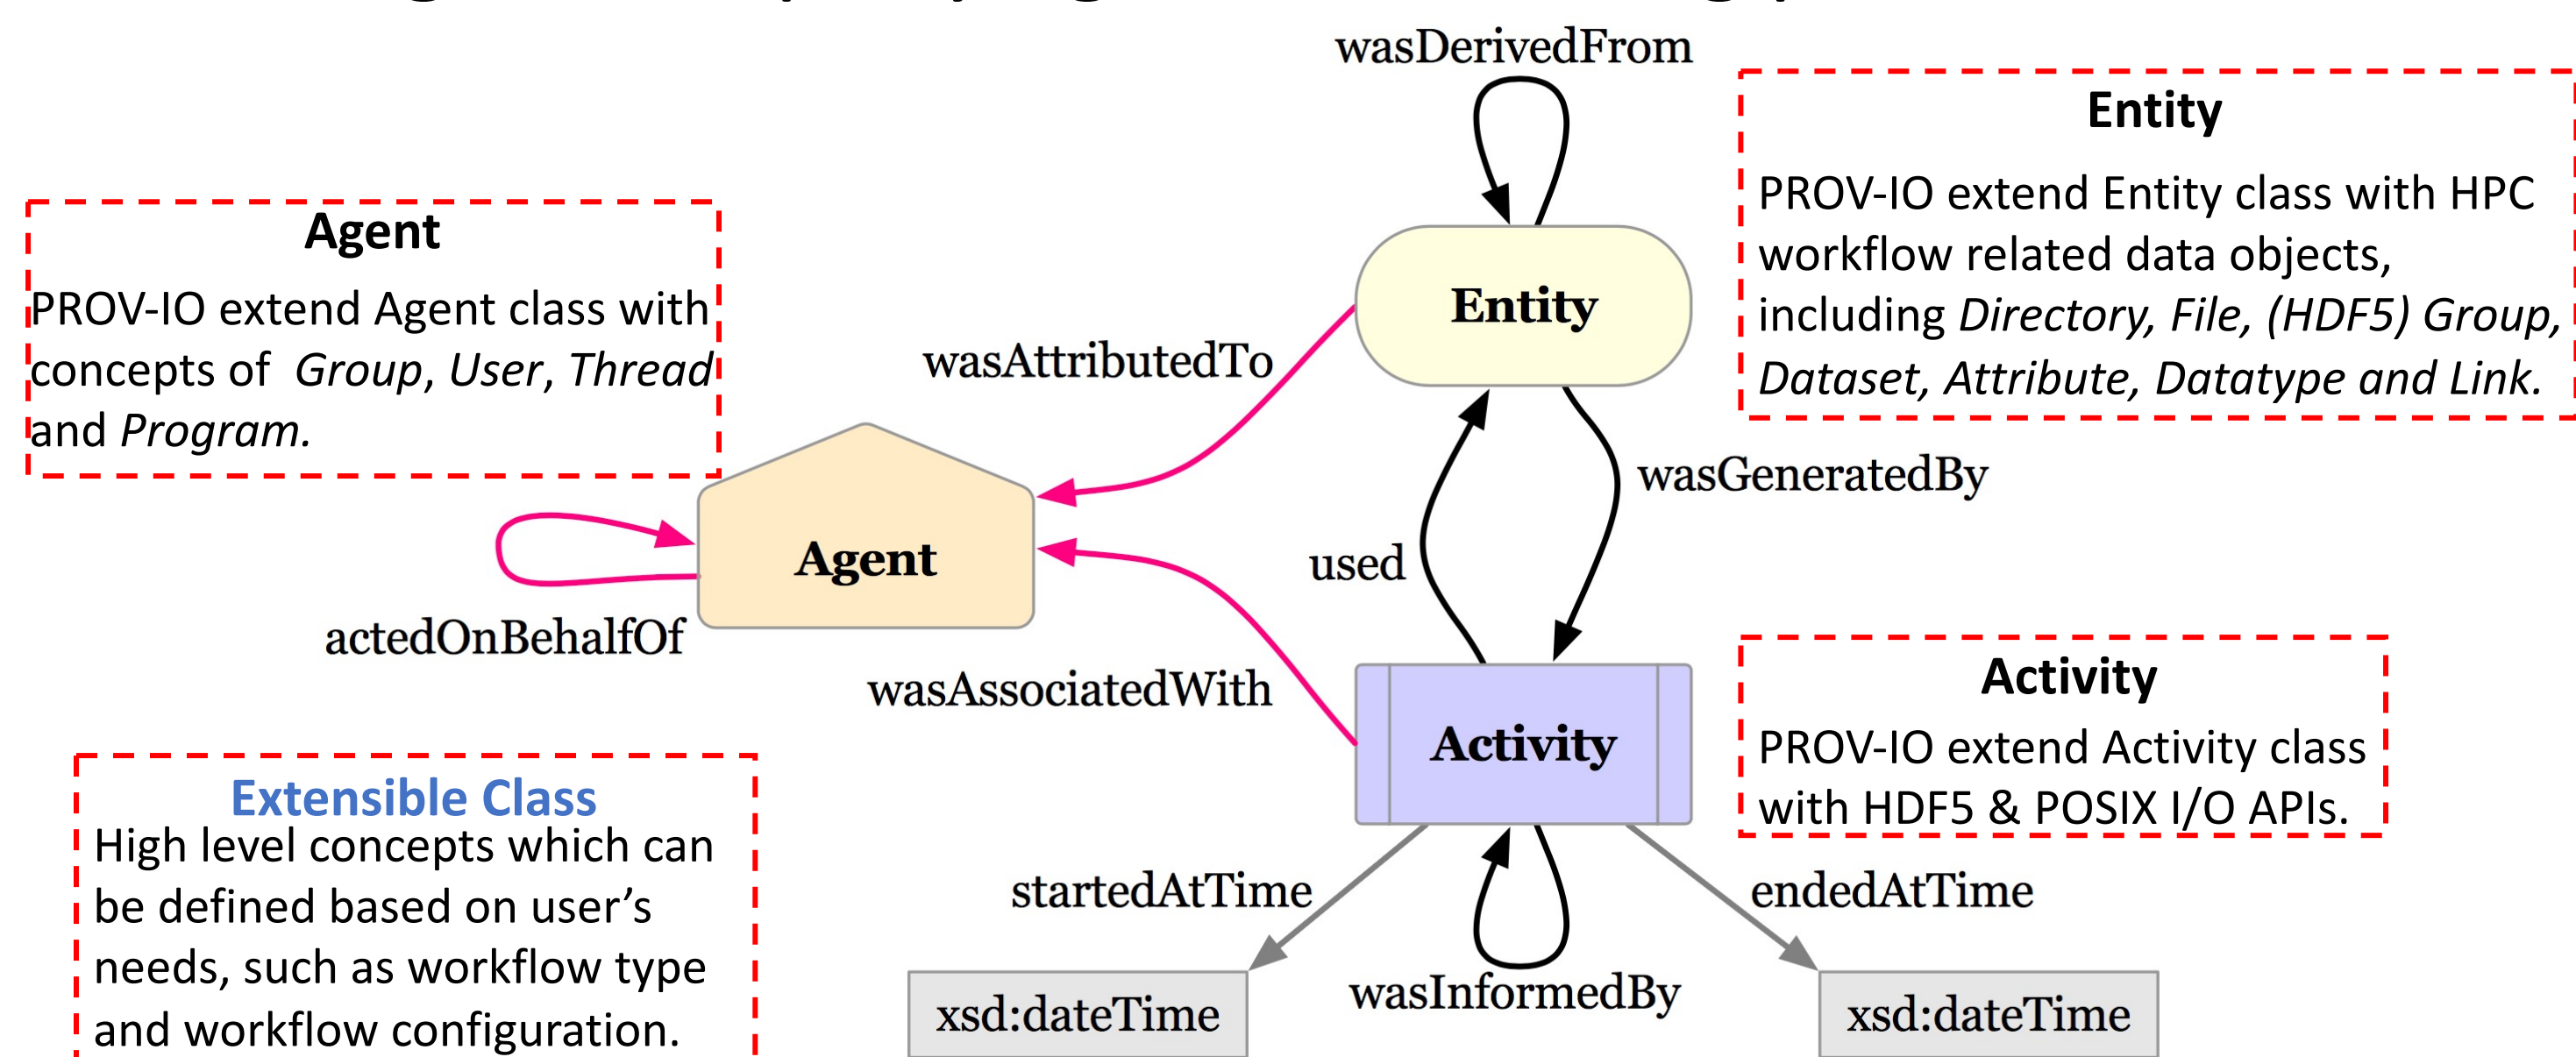 wasDerivedFrom
Entity
PROV-IO extend Entity class with HPC
workflow related data objects,
including Directory, File, (HDF5) Group,
Dataset, Attribute, Datatype and Link.
Agent
PROV-IO extend Agent class with
concepts of Group, User, Thread
and Program.
Entity
wasAttributedTo
wasGeneratedBy
used
Agent
actedOnBehalfOf
wasAssociatedWith
Activity
Activity
PROV-IO extend Activity class
with HDF5 & POSIX I/O APIs.
Extensible Class
High level concepts which can
be defined based on user’s
needs, such as workflow type
and workflow configuration.
startedAtTime
endedAtTime
wasInformedBy
xsd:dateTime
xsd:dateTime